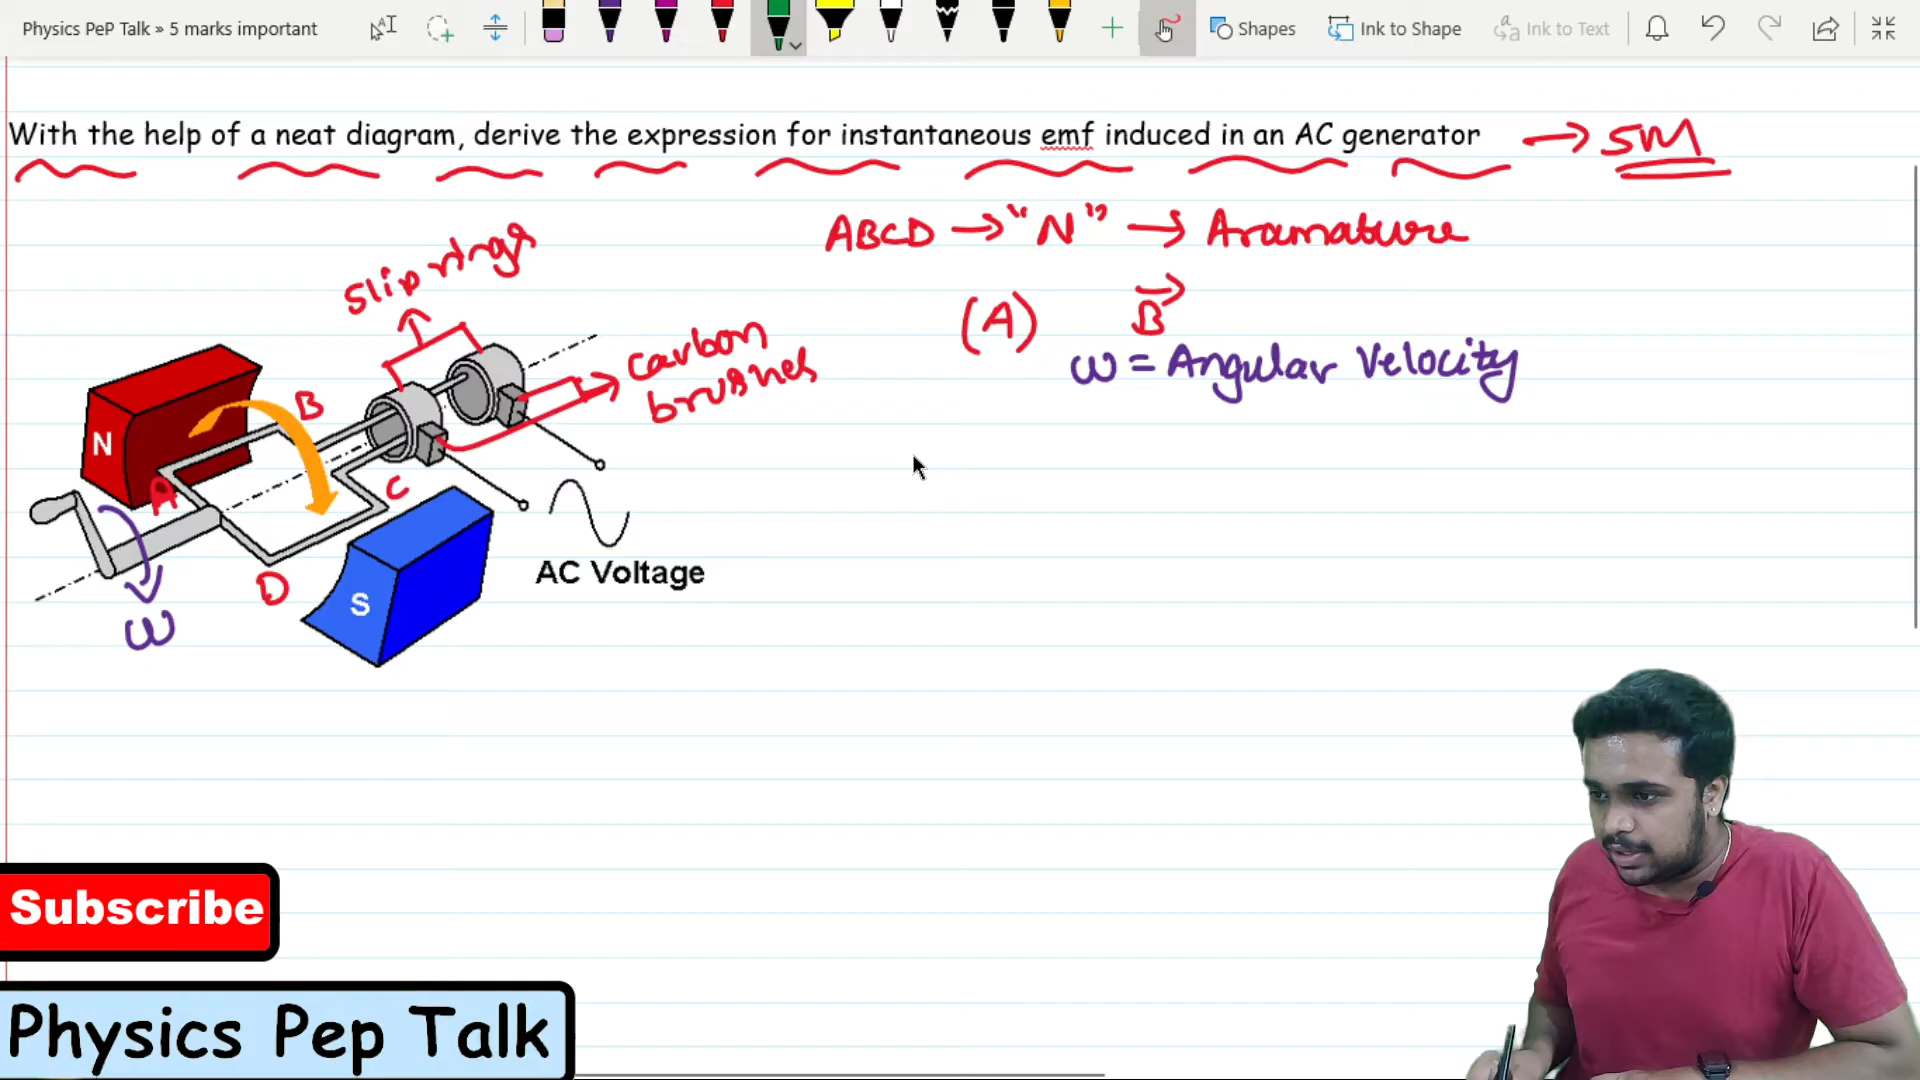 Physics PeP Talk » 5 marks important
Shapes
Ink to Shape
Ink to Text
With the help of a neat diagram, derive the expression for instantaneous emf induced in an AC generator → 5M
ABCD → "N" → Aramature
(A) B
ω = Angular Velocity
Slip rings
carbon
brushes
N
B
A
C
D
S
ω
AC Voltage
Subscribe
Physics Pep Talk